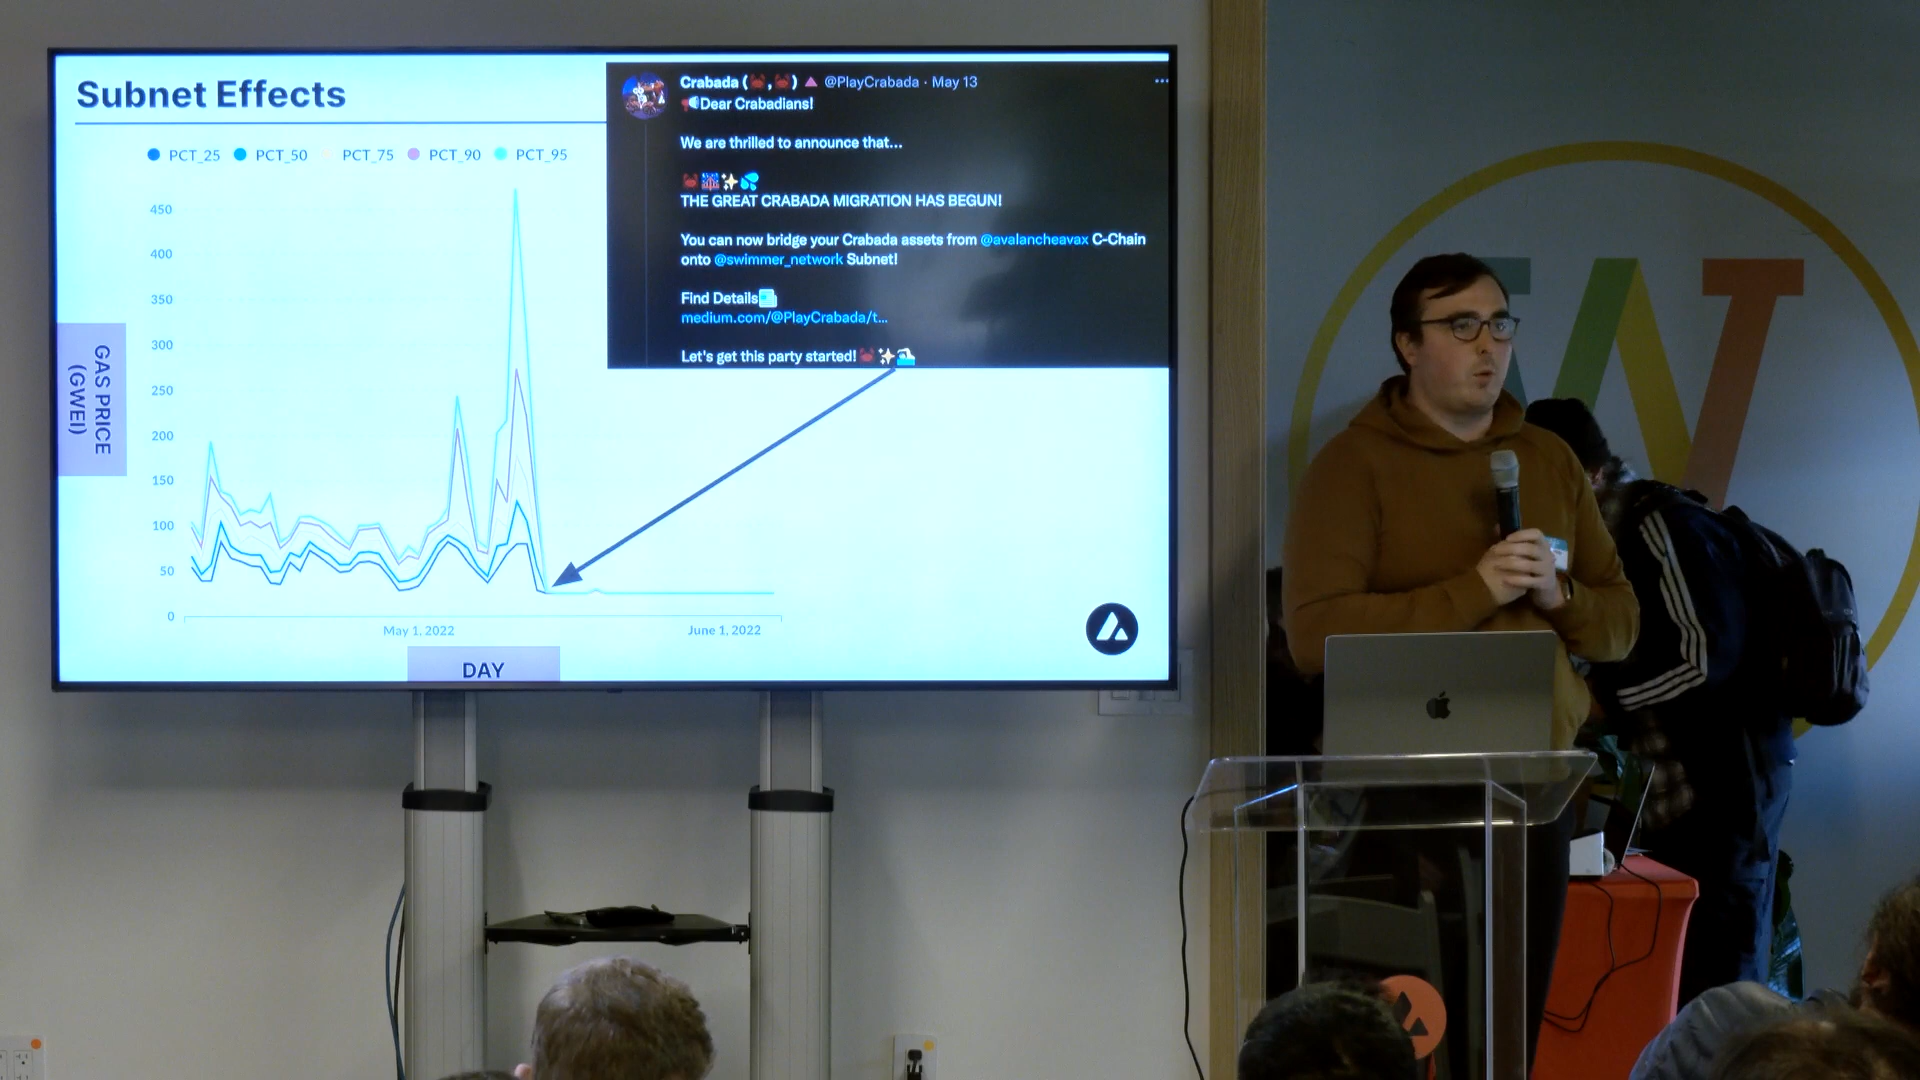 Subnet Effects
PCT_25 PCT_50 PCT_75 PCT_90 PCT_95
450
400
350
300
250
200
150
100
50
0
GAS PRICE
(GWEI)
May 1, 2022
June 1, 2022
DAY
Crabada (🦀,🦀) 🔺 @PlayCrabada · May 13
📢Dear Crabadians!
We are thrilled to announce that...
THE GREAT CRABADA MIGRATION HAS BEGUN!
You can now bridge your Crabada assets from @avalancheavax C-Chain
onto @swimmer_network Subnet!
Find Details
medium.com/@PlayCrabada/t...
Let's get this party started!
W